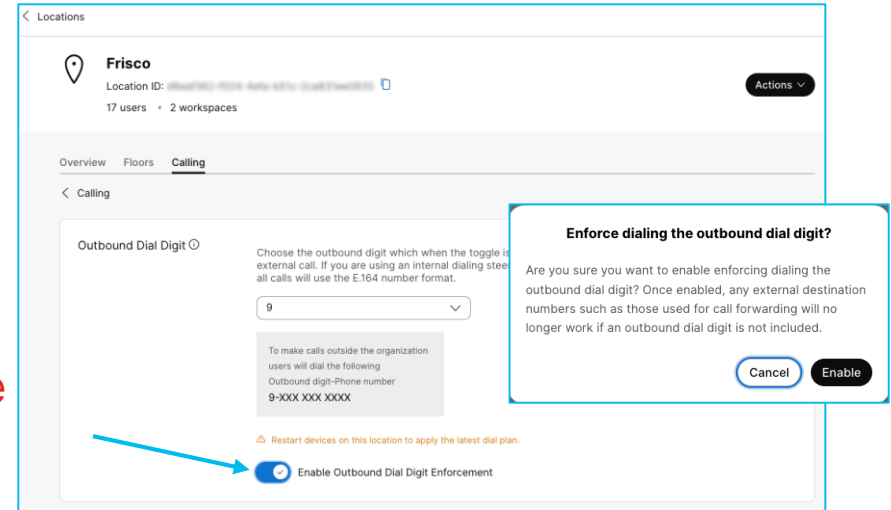 Locations
Frisco
Location ID:
Actions
17 users • 2 workspaces
Overview Floors Calling
Calling
Outbound Dial Digit
Choose the outbound digit which when the toggle is
external call. If you are using an internal dialing stee
all calls will use the E.164 number format.
9
To make calls outside the organization
users will dial the following
Outbound digit-Phone number
9-XXX XXX XXXX
Restart devices on this location to apply the latest dial plan.
Enable Outbound Dial Digit Enforcement
Enforce dialing the outbound dial digit?
Are you sure you want to enable enforcing dialing the
outbound dial digit? Once enabled, any external destination
numbers such as those used for call forwarding will no
longer work if an outbound dial digit is not included.
Cancel Enable
e